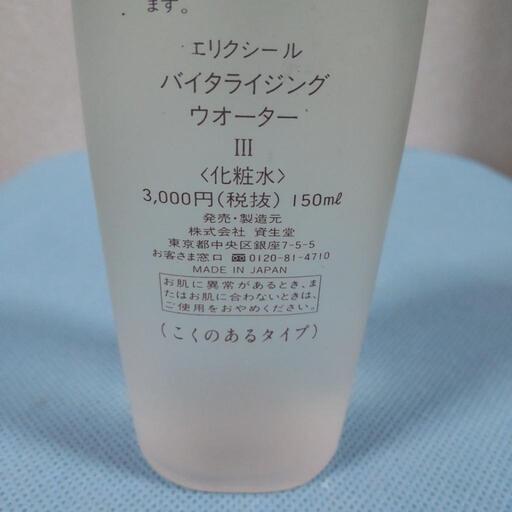 ます。
エリクシール
バイタライジング
ウオーター
III
〈化粧水〉
3,000円(税抜) 150ml
発売・製造元
株式会社 資生堂
東京都中央区銀座7-5-5
お客さま窓口 0120-81-4710
MADE IN JAPAN
お肌に異常があるとき、ま
たはお肌に合わないときは、
ご使用をおやめください。
(こくのあるタイプ)